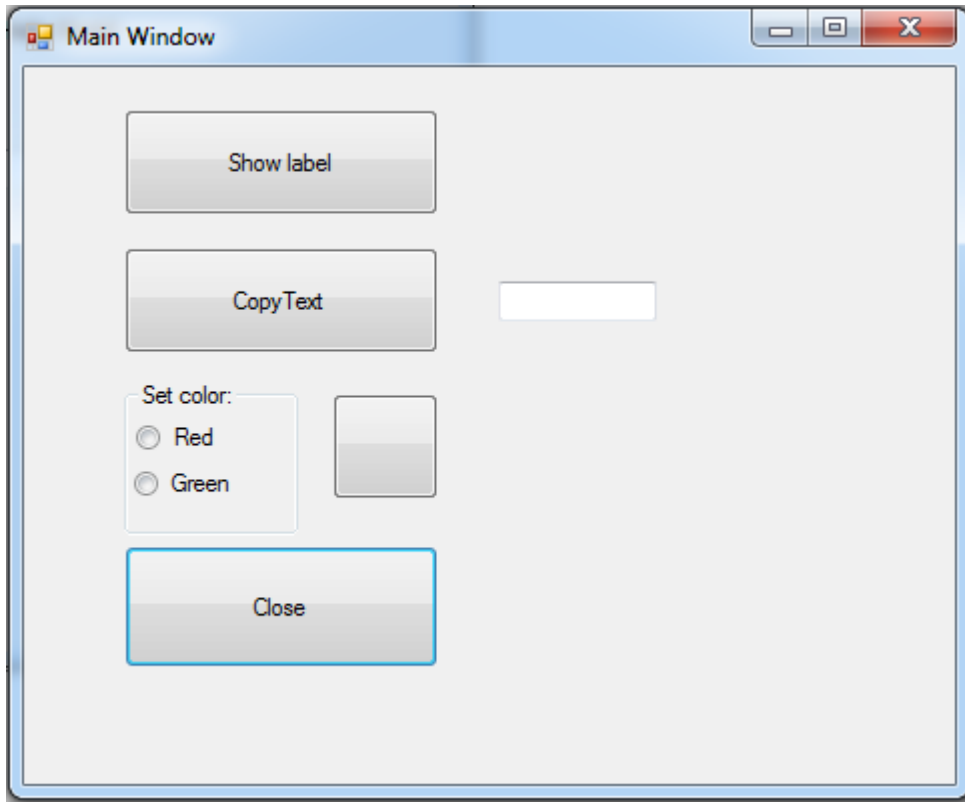 Main Window
Show label
CopyText
Set color:
Red
Green
Close